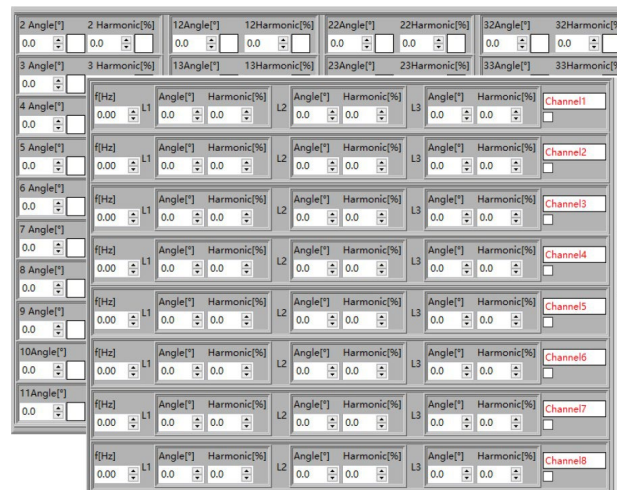 2 Angle[°] 2 Harmonic[%] 12Angle[°] 12Harmonic[%] 22Angle[°] 22Harmonic[%] 32Angle[°] 32Harmonic[%]
0.0 0.0 0.0 0.0 0.0 0.0 0.0 0.0
3 Angle[°] 3 Harmonic[%] 13Angle[°] 13Harmonic[%] 23Angle[°] 23Harmonic[%] 33Angle[°] 33Harmonic[%]
0.0
4 Angle[°]
0.0
5 Angle[°]
0.0
6 Angle[°]
0.0
7 Angle[°]
0.0
8 Angle[°]
0.0
9 Angle[°]
0.0
10Angle[°]
0.0
11Angle[°]
0.0
f[Hz] Angle[°] Harmonic[%] Angle[°] Harmonic[%] Angle[°] Harmonic[%] Channel1
0.00 L1 0.0 0.0 L2 0.0 0.0 L3 0.0 0.0
f[Hz] Angle[°] Harmonic[%] Angle[°] Harmonic[%] Angle[°] Harmonic[%] Channel2
0.00 L1 0.0 0.0 L2 0.0 0.0 L3 0.0 0.0
f[Hz] Angle[°] Harmonic[%] Angle[°] Harmonic[%] Angle[°] Harmonic[%] Channel3
0.00 L1 0.0 0.0 L2 0.0 0.0 L3 0.0 0.0
f[Hz] Angle[°] Harmonic[%] Angle[°] Harmonic[%] Angle[°] Harmonic[%] Channel4
0.00 L1 0.0 0.0 L2 0.0 0.0 L3 0.0 0.0
f[Hz] Angle[°] Harmonic[%] Angle[°] Harmonic[%] Angle[°] Harmonic[%] Channel5
0.00 L1 0.0 0.0 L2 0.0 0.0 L3 0.0 0.0
f[Hz] Angle[°] Harmonic[%] Angle[°] Harmonic[%] Angle[°] Harmonic[%] Channel6
0.00 L1 0.0 0.0 L2 0.0 0.0 L3 0.0 0.0
f[Hz] Angle[°] Harmonic[%] Angle[°] Harmonic[%] Angle[°] Harmonic[%] Channel7
0.00 L1 0.0 0.0 L2 0.0 0.0 L3 0.0 0.0
f[Hz] Angle[°] Harmonic[%] Angle[°] Harmonic[%] Angle[°] Harmonic[%] Channel8
0.00 L1 0.0 0.0 L2 0.0 0.0 L3 0.0 0.0